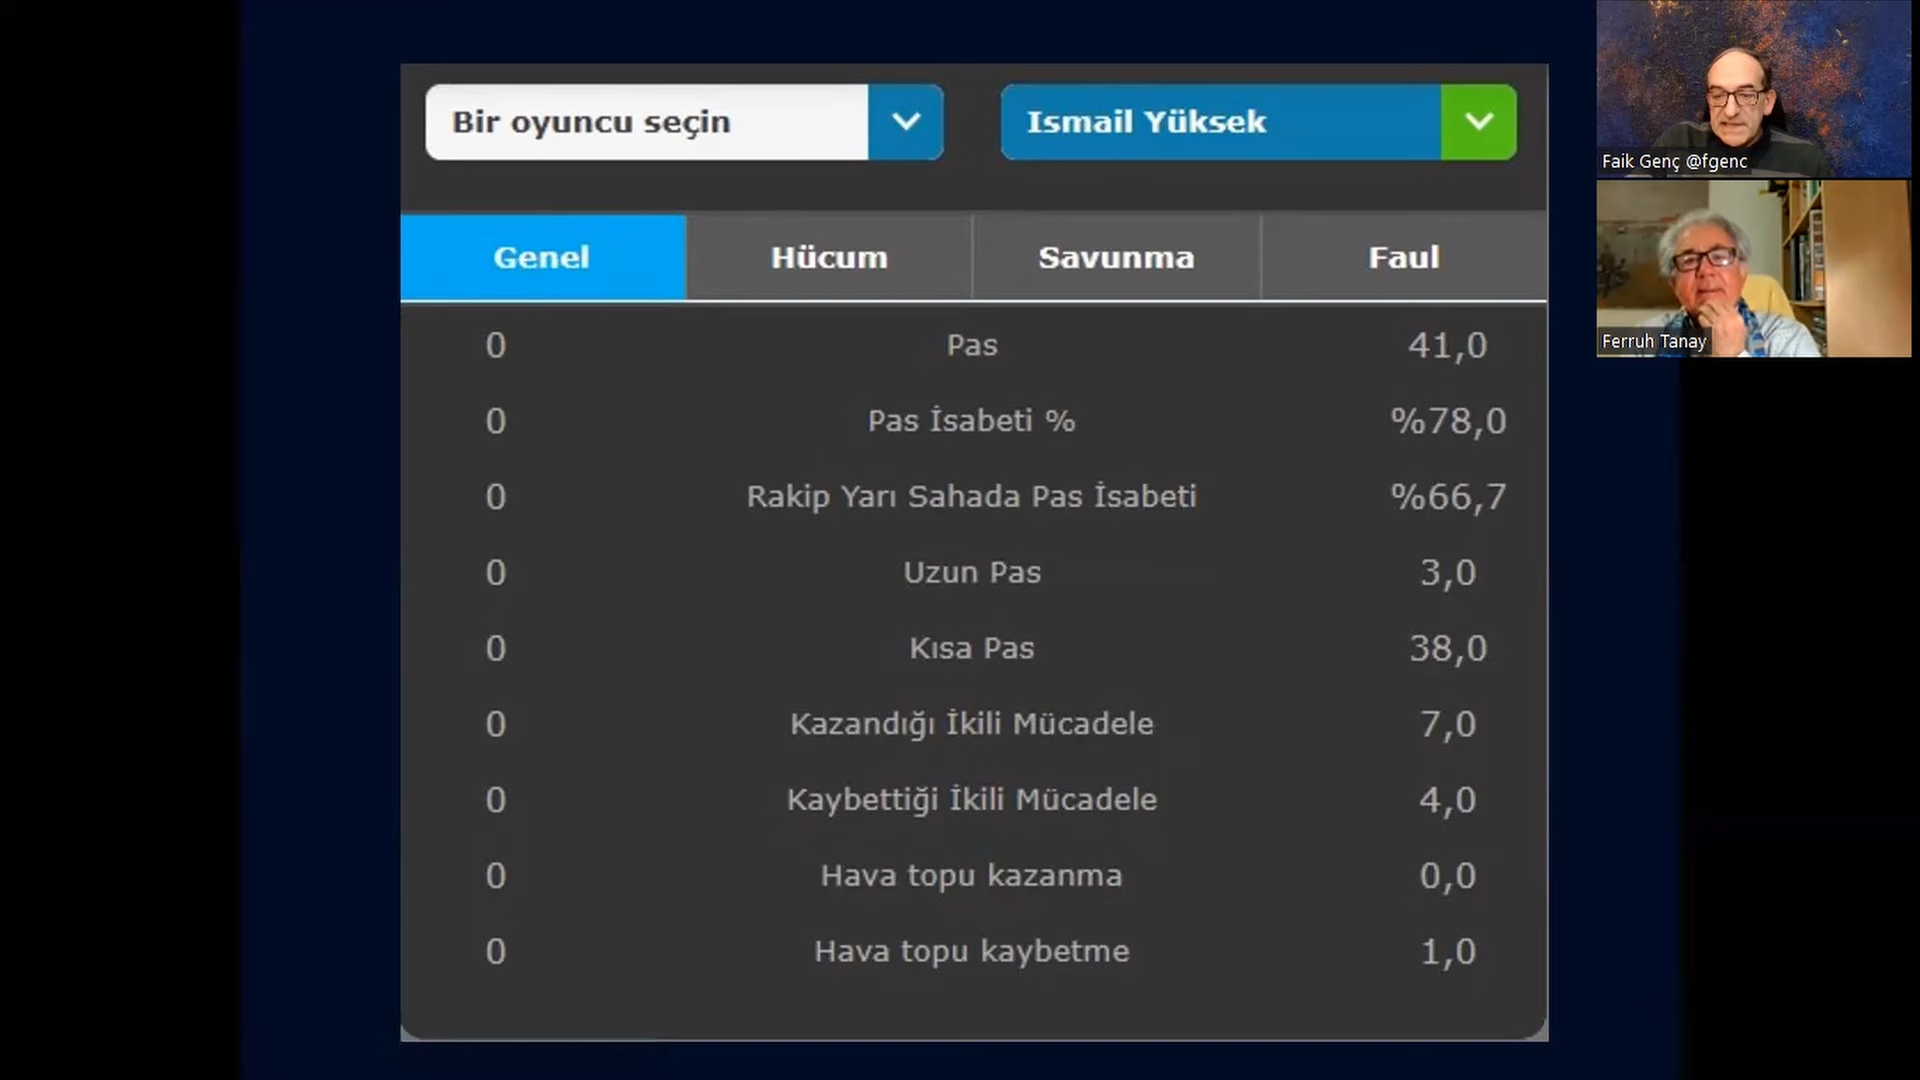 Bir oyuncu seçin
Ismail Yüksek
Genel
Hücum
Savunma
Faul
0 Pas 41,0
0 Pas İsabeti % %78,0
0 Rakip Yarı Sahada Pas İsabeti %66,7
0 Uzun Pas 3,0
0 Kısa Pas 38,0
0 Kazandığı İkili Mücadele 7,0
0 Kaybettiği İkili Mücadele 4,0
0 Hava topu kazanma 0,0
0 Hava topu kaybetme 1,0
Faik Genç @fgenc
Ferruh Tanay